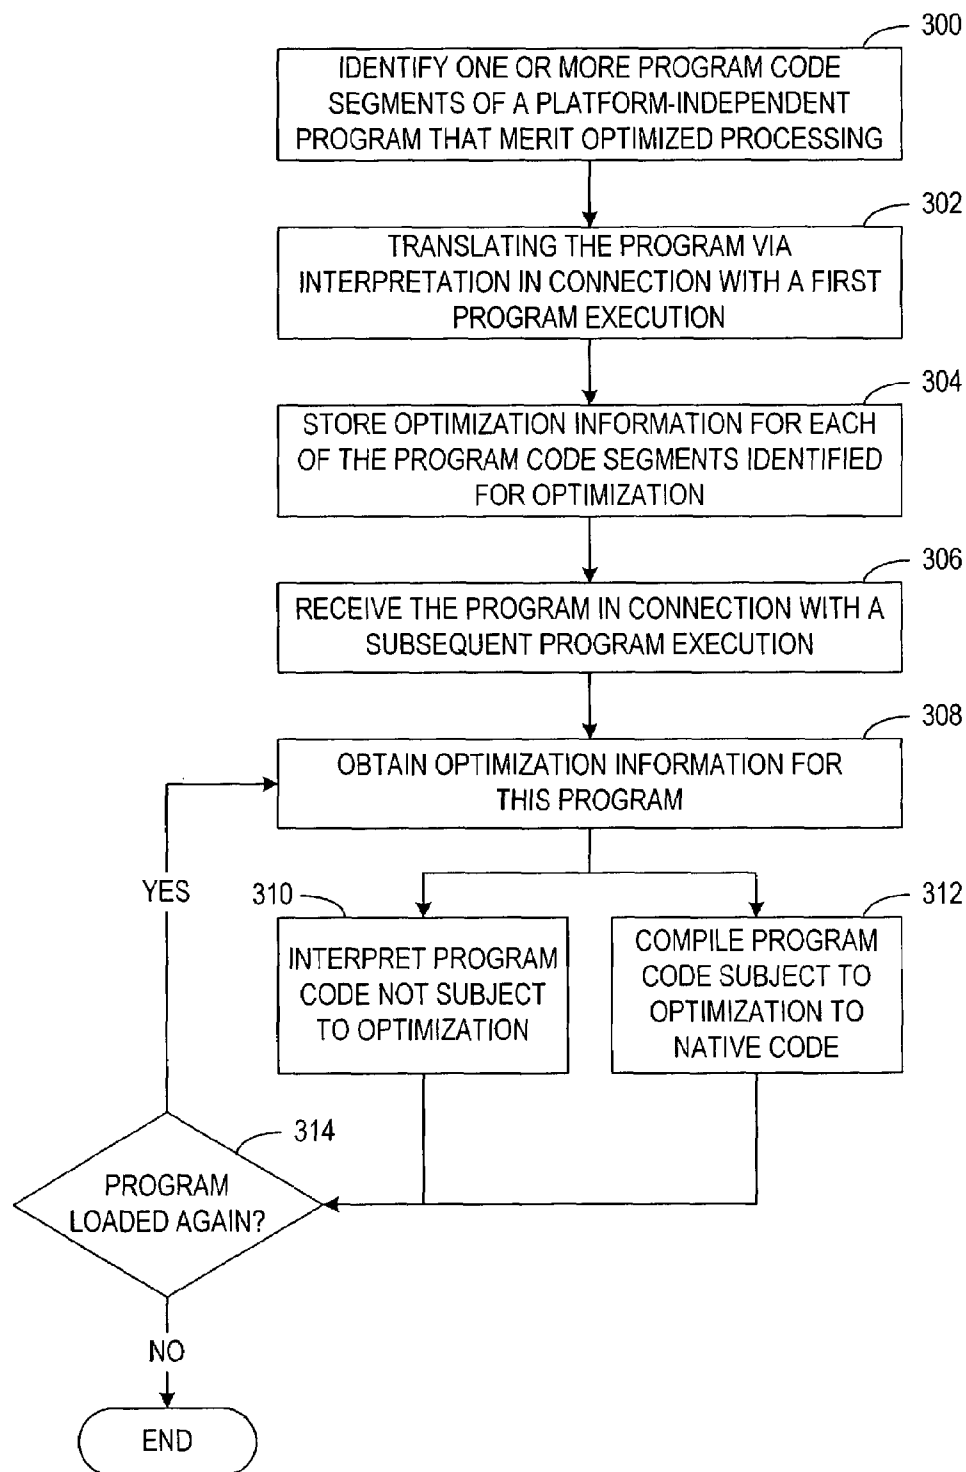 300
IDENTIFY ONE OR MORE PROGRAM CODE
SEGMENTS OF A PLATFORM-INDEPENDENT
PROGRAM THAT MERIT OPTIMIZED PROCESSING
302
TRANSLATING THE PROGRAM VIA
INTERPRETATION IN CONNECTION WITH A FIRST
PROGRAM EXECUTION
304
STORE OPTIMIZATION INFORMATION FOR EACH
OF THE PROGRAM CODE SEGMENTS IDENTIFIED
FOR OPTIMIZATION
306
RECEIVE THE PROGRAM IN CONNECTION WITH A
SUBSEQUENT PROGRAM EXECUTION
308
OBTAIN OPTIMIZATION INFORMATION FOR
THIS PROGRAM
YES
310
INTERPRET PROGRAM
CODE NOT SUBJECT
TO OPTIMIZATION
312
COMPILE PROGRAM
CODE SUBJECT TO
OPTIMIZATION TO
NATIVE CODE
314
PROGRAM
LOADED AGAIN?
NO
END